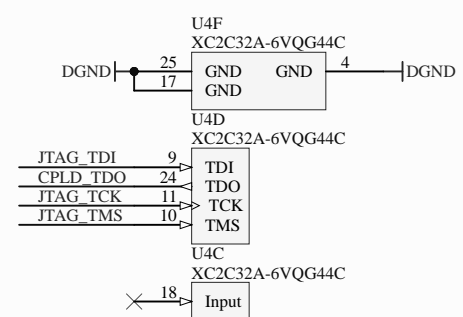 U4F
XC2C32A-6VQG44C
DGND 25 GND GND 4 DGND
17 GND
U4D
XC2C32A-6VQG44C
JTAG_TDI 9 TDI
CPLD_TDO 24 TDO
JTAG_TCK 11 TCK
JTAG_TMS 10 TMS
U4C
XC2C32A-6VQG44C
18 Input